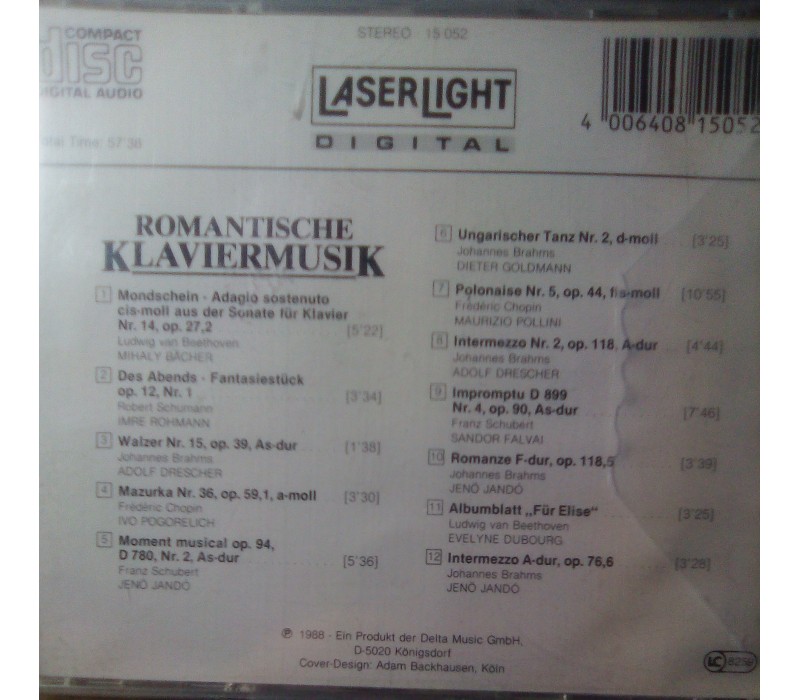 COMPACT
disc
DIGITAL AUDIO
STEREO 15 052
LASERLIGHT
DIGITAL
4 006408 15052
Total Time: 57'38
ROMANTISCHE
KLAVIERMUSIK
1 Mondschein - Adagio sostenuto
cis-moll aus der Sonate für Klavier
Nr. 14, op. 27,2 [5'22]
Ludwig van Beethoven
MIHALY BÄCHER
2 Des Abends - Fantasiestück
op. 12, Nr. 1 [3'34]
Robert Schumann
IMRE ROHMANN
3 Walzer Nr. 15, op. 39, As-dur [1'38]
Johannes Brahms
ADOLF DRESCHER
4 Mazurka Nr. 36, op. 59,1, a-moll [3'30]
Frédéric Chopin
IVO POGORELICH
5 Moment musical op. 94,
D 780, Nr. 2, As-dur [5'36]
Franz Schubert
JENÖ JANDÓ
6 Ungarischer Tanz Nr. 2, d-moll [3'25]
Johannes Brahms
DIETER GOLDMANN
7 Polonaise Nr. 5, op. 44, fis-moll [10'55]
Frédéric Chopin
MAURIZIO POLLINI
8 Intermezzo Nr. 2, op. 118, A-dur [4'44]
Johannes Brahms
ADOLF DRESCHER
9 Impromptu D 899
Nr. 4, op. 90, As-dur [7'46]
Franz Schubert
SANDOR FALVAI
10 Romanze F-dur, op. 118,5 [3'39]
Johannes Brahms
JENÖ JANDÓ
11 Albumblatt „Für Elise“ [3'25]
Ludwig van Beethoven
EVELYNE DUBOURG
12 Intermezzo A-dur, op. 76,6 [3'28]
Johannes Brahms
JENÖ JANDÓ
℗ 1988 - Ein Produkt der Delta Music GmbH,
D-5020 Königsdorf
Cover-Design: Adam Backhausen, Köln
LC 8259